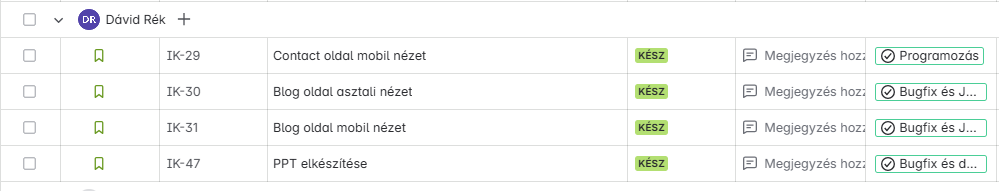 DR Dávid Rék
IK-29 Contact oldal mobil nézet KÉSZ Megjegyzés hozz Programozás
IK-30 Blog oldal asztali nézet KÉSZ Megjegyzés hozz Bugfix és J...
IK-31 Blog oldal mobil nézet KÉSZ Megjegyzés hozz Bugfix és J...
IK-47 PPT elkészítése KÉSZ Megjegyzés hozz Bugfix és d...